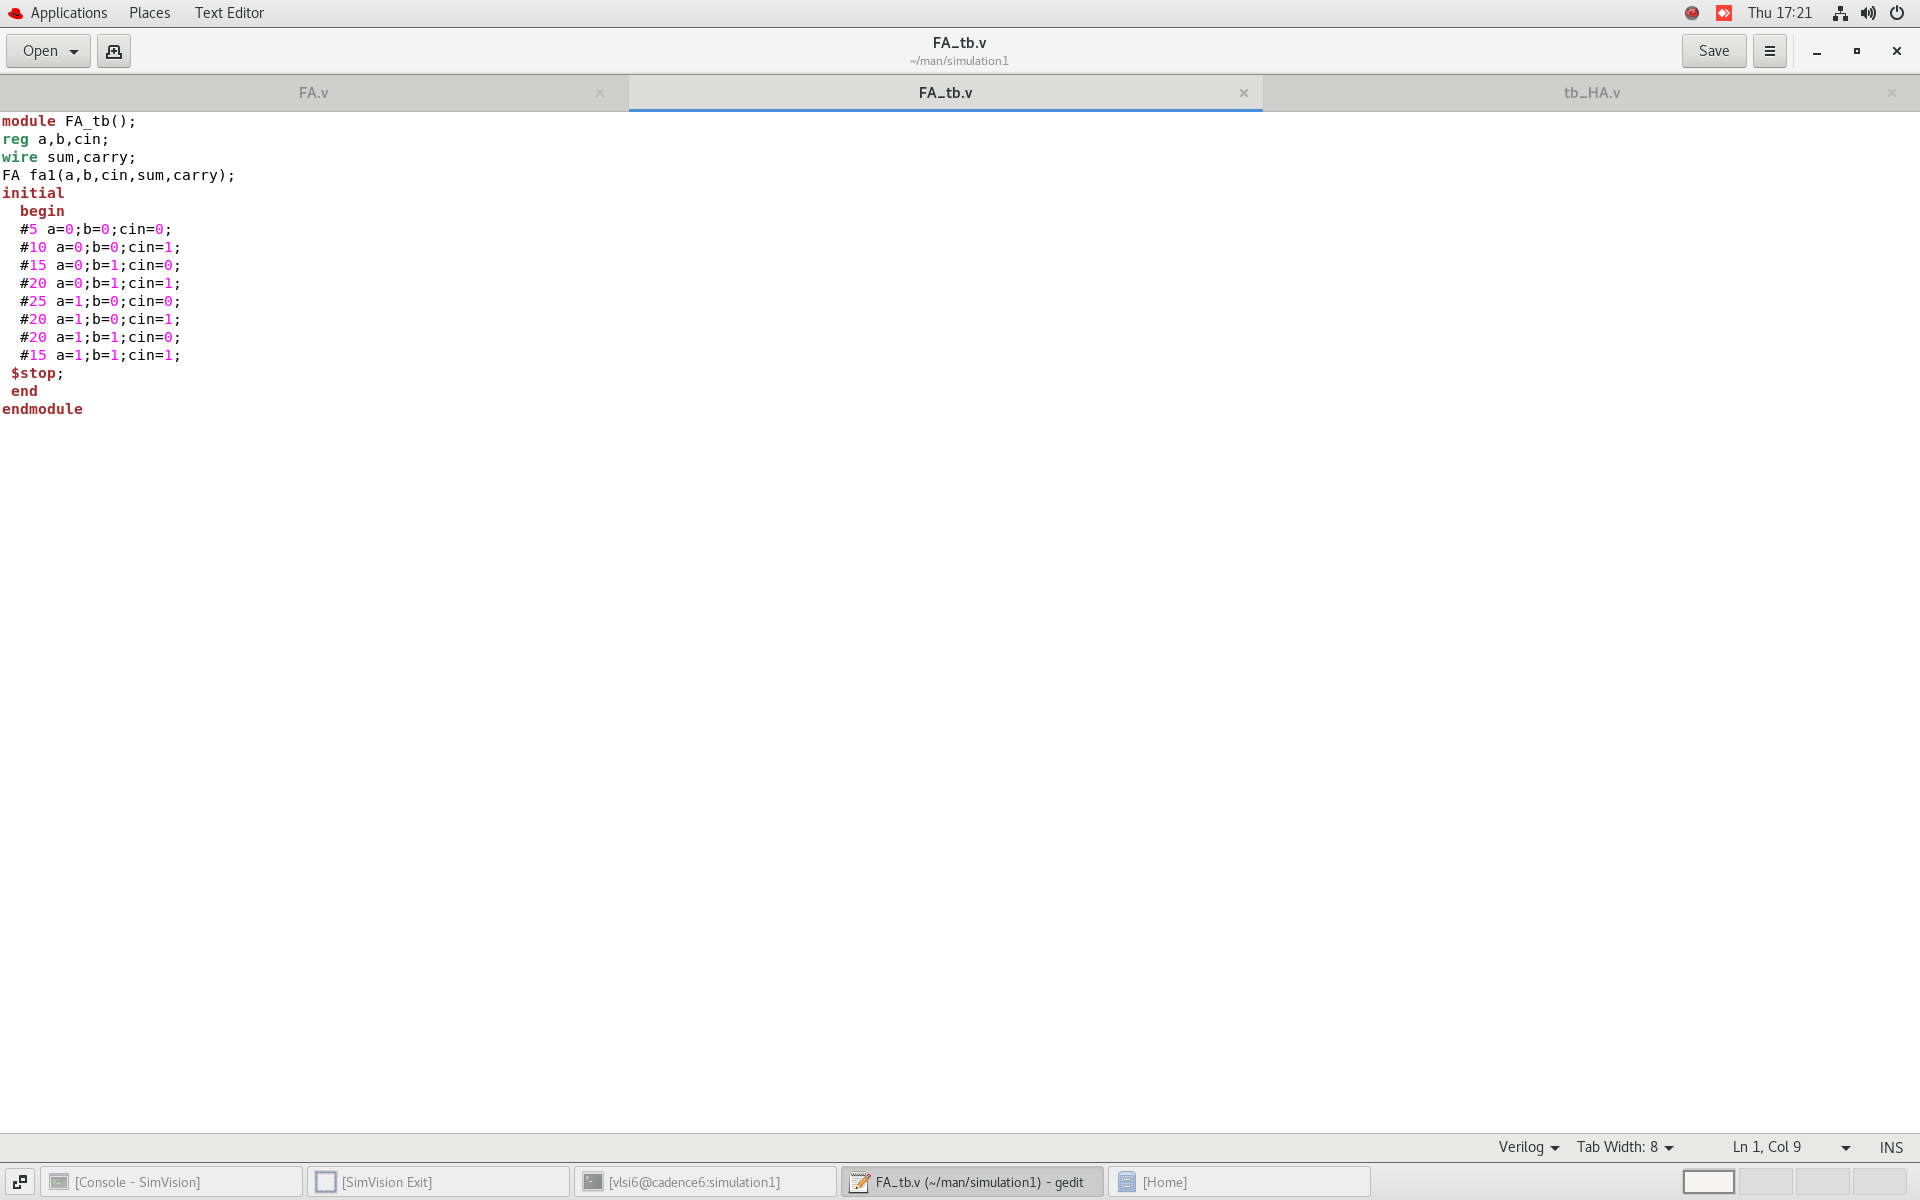 Applications Places Text Editor Thu 17:21
Open FA_tb.v Save
~/man/simulation1
FA.v FA_tb.v tb_HA.v
module FA_tb();
reg a,b,cin;
wire sum,carry;
FA fa1(a,b,cin,sum,carry);
initial
  begin
  #5 a=0;b=0;cin=0;
  #10 a=0;b=0;cin=1;
  #15 a=0;b=1;cin=0;
  #20 a=0;b=1;cin=1;
  #25 a=1;b=0;cin=0;
  #20 a=1;b=0;cin=1;
  #20 a=1;b=1;cin=0;
  #15 a=1;b=1;cin=1;
 $stop;
 end
endmodule
Verilog Tab Width: 8 Ln 1, Col 9 INS
[Console - SimVision] [SimVision Exit] [vlsi6@cadence6:simulation1] FA_tb.v (~/man/simulation1) - gedit [Home]